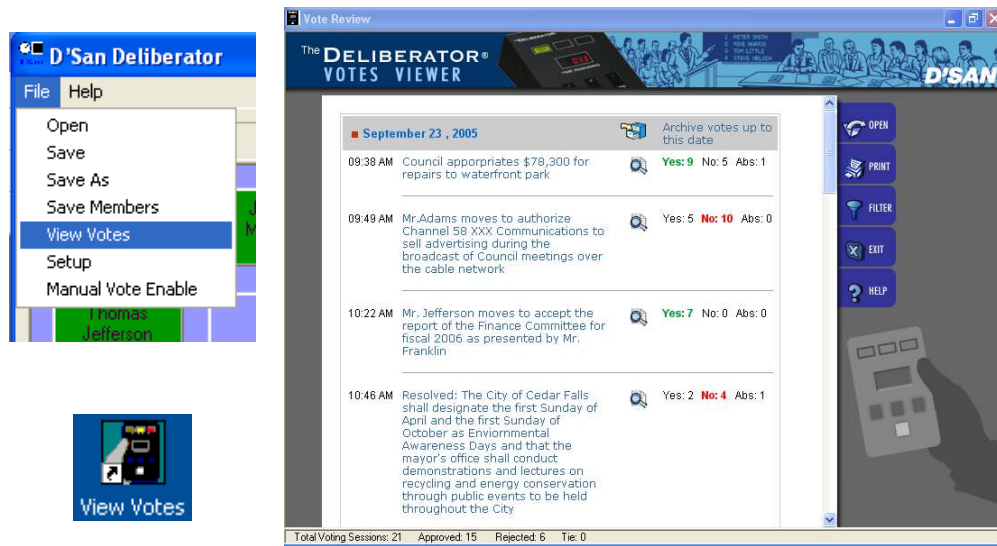 D'San Deliberator
File Help
Open
Save
Save As
Save Members
View Votes
Setup
Manual Vote Enable
Thomas
Jefferson
View Votes
Vote Review
The DELIBERATOR®
VOTES VIEWER
1 PETER SMITH
2 MIKE HARRIS
3 TOM LITTLE
4 STEVE NELSON
D'SAN
September 23 , 2005
Archive votes up to
this date
09:38 AM Council apporpriates $78,300 for Yes: 9 No: 5 Abs: 1
repairs to waterfront park
09:49 AM Mr.Adams moves to authorize Yes: 5 No: 10 Abs: 0
Channel 58 XXX Communications to
sell advertising during the
broadcast of Council meetings over
the cable network
10:22 AM Mr. Jefferson moves to accept the Yes: 7 No: 0 Abs: 0
report of the Finance Committee for
fiscal 2006 as presented by Mr.
Franklin
10:46 AM Resolved: The City of Cedar Falls Yes: 2 No: 4 Abs: 1
shall designate the first Sunday of
April and the first Sunday of
October as Enviornmental
Awareness Days and that the
mayor's office shall conduct
demonstrations and lectures on
recycling and energy conservation
through public events to be held
throughout the City
OPEN
PRINT
FILTER
EXIT
HELP
Total Voting Sessions: 21 Approved: 15 Rejected: 6 Tie: 0